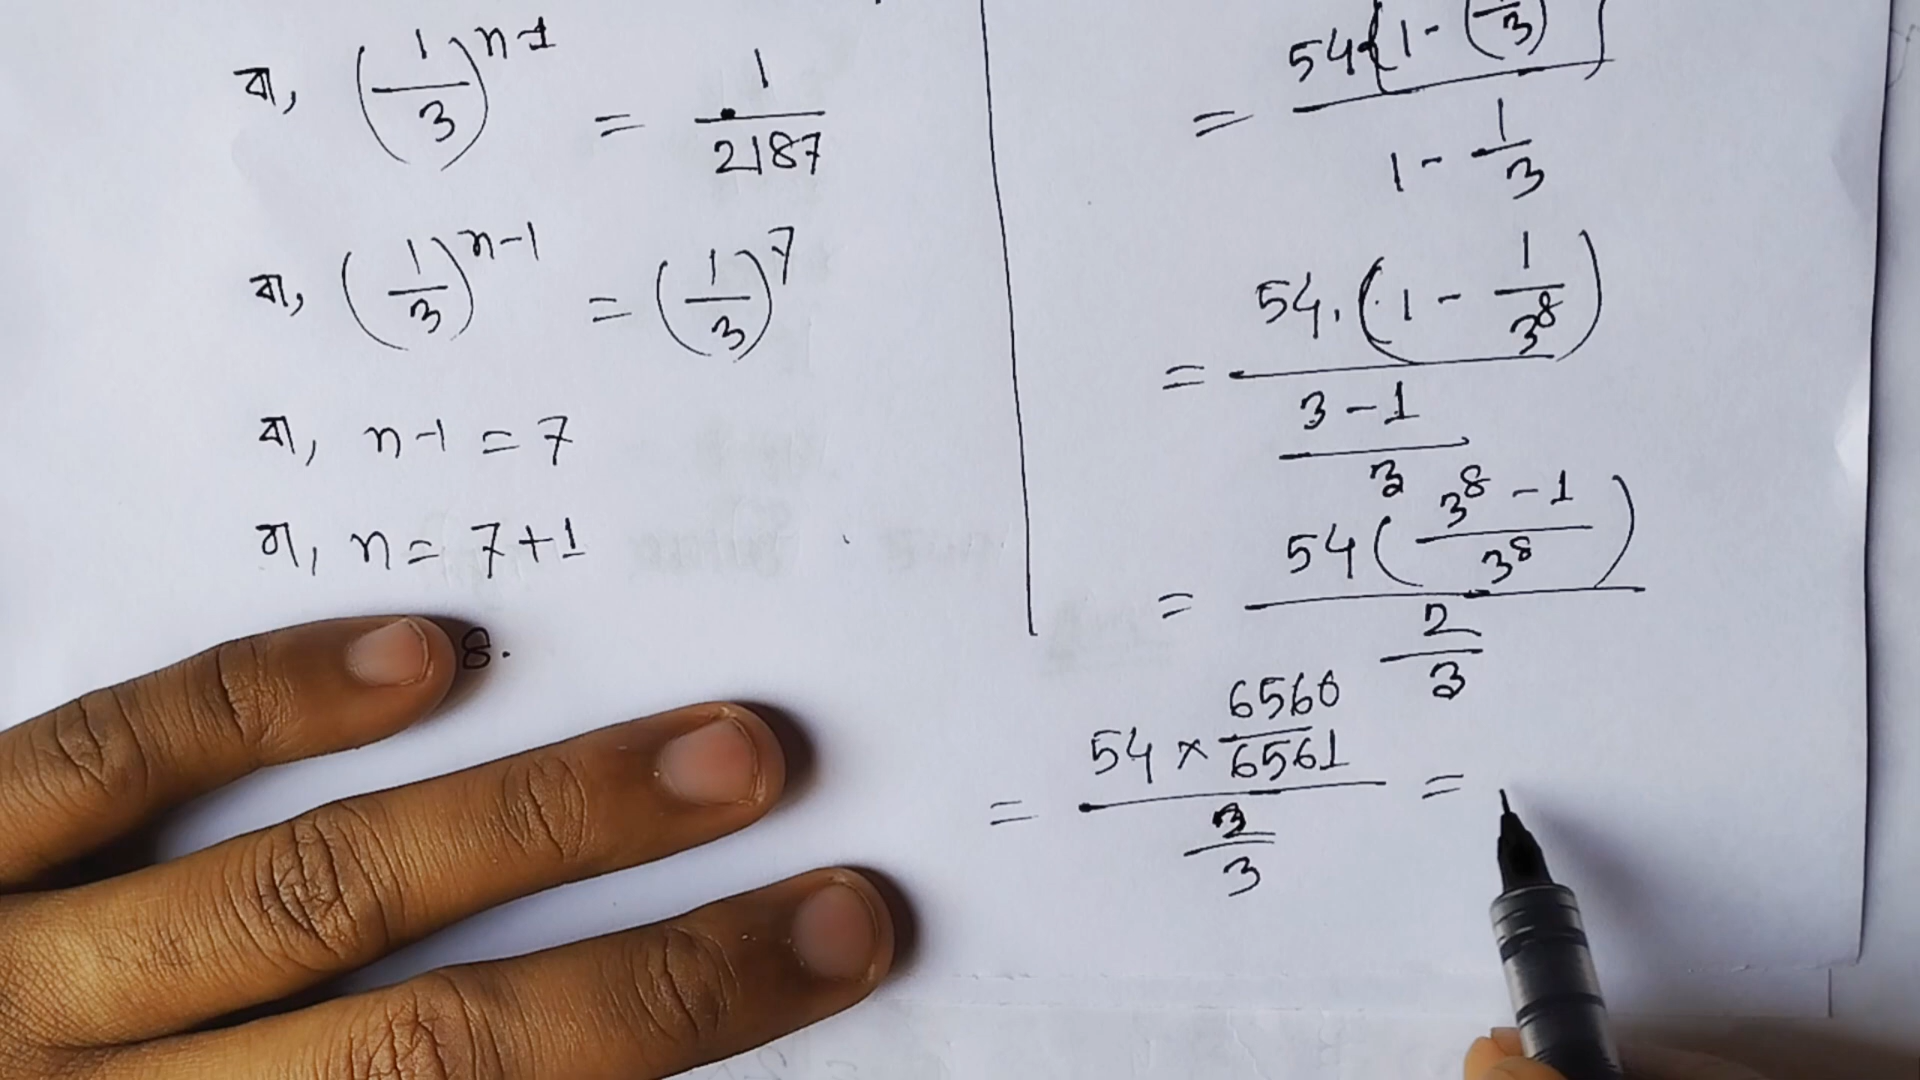 বা, (1/3)^{n-1} = 1/2187
বা, (1/3)^{n-1} = (1/3)^7
বা, n-1 = 7
বা, n = 7+1
8.
= 54{1 - (1/3)} / (1 - 1/3)
= 54.(1 - 1/3^8) / ((3-1)/3)
= 54((3^8 - 1)/3^8) / (2/3)
= (54 × 6560/6561) / (2/3) =